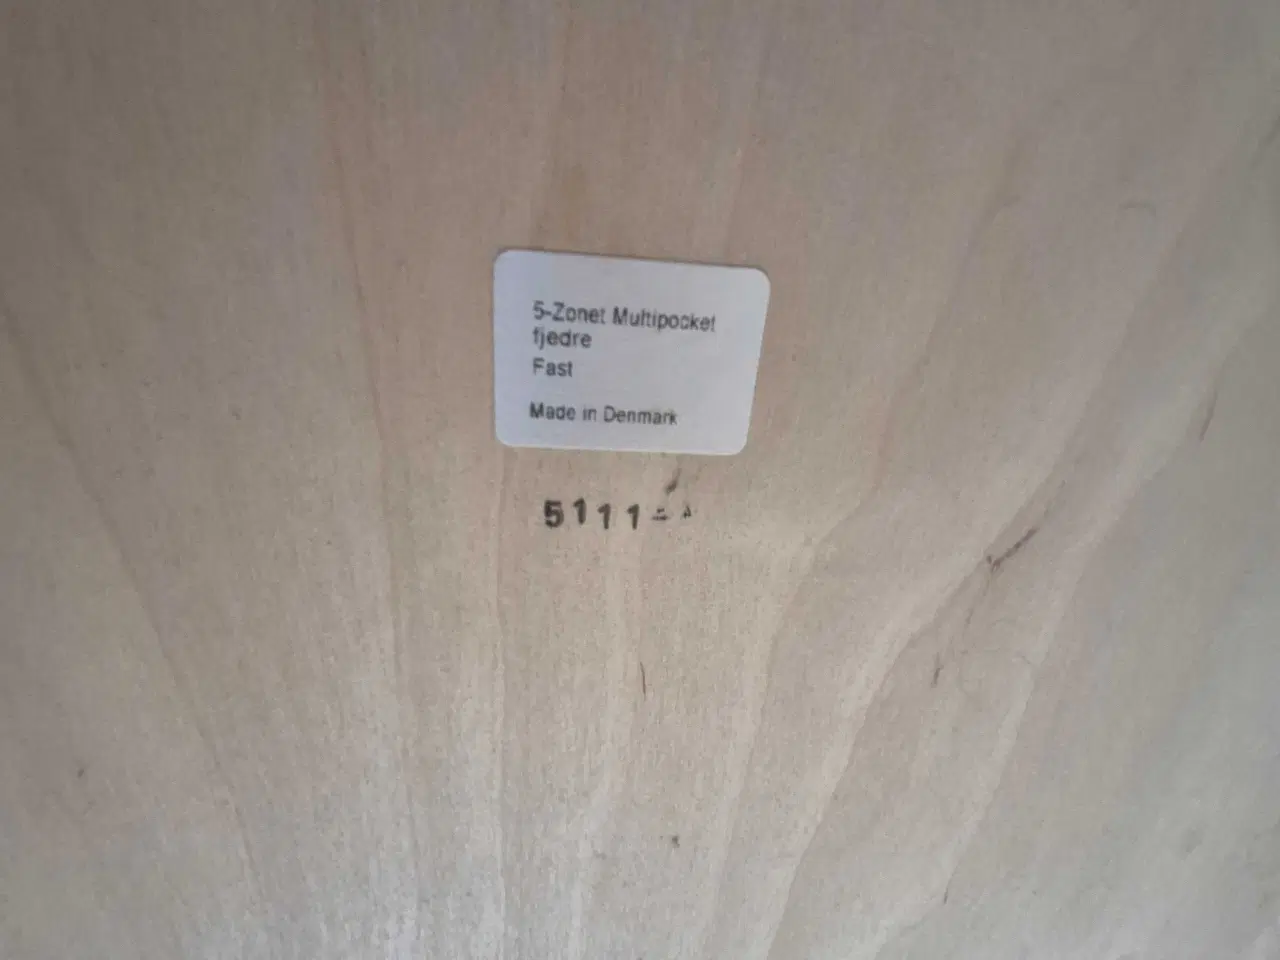 5-Zonet Multipocket
fjedre
Fast
Made in Denmark
5111